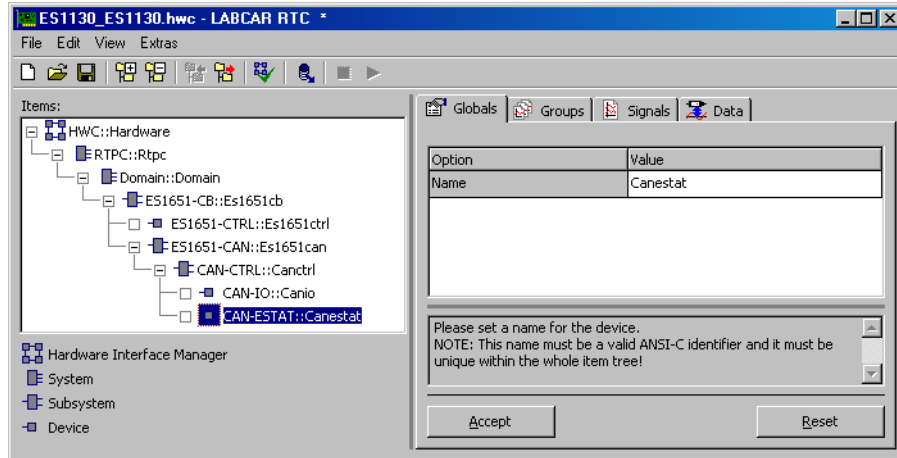 ES1130_ES1130.hwc - LABCAR RTC *
File Edit View Extras
Items:
HWC::Hardware
RTPC::Rtpc
Domain::Domain
ES1651-CB::Es1651cb
ES1651-CTRL::Es1651ctrl
ES1651-CAN::Es1651can
CAN-CTRL::Canctrl
CAN-IO::Canio
CAN-ESTAT::Canestat
Hardware Interface Manager
System
Subsystem
Device
Globals Groups Signals Data
Option Value
Name Canestat
Please set a name for the device.
NOTE: This name must be a valid ANSI-C identifier and it must be
unique within the whole item tree!
Accept Reset